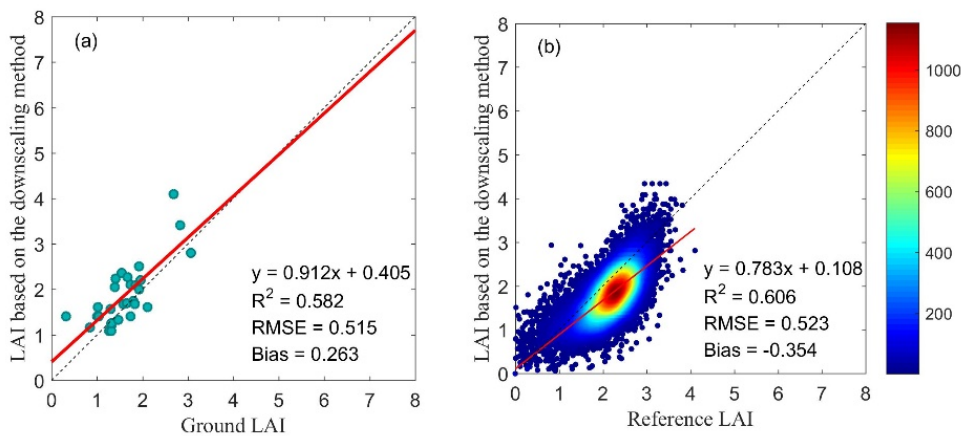 (a)
LAI based on the downscaling method
8
7
6
5
4
3
2
1
0
0 1 2 3 4 5 6 7 8
Ground LAI
y = 0.912x + 0.405
R² = 0.582
RMSE = 0.515
Bias = 0.263
(b)
LAI based on the downscaling method
8
7
6
5
4
3
2
1
0
0 1 2 3 4 5 6 7 8
Reference LAI
y = 0.783x + 0.108
R² = 0.606
RMSE = 0.523
Bias = -0.354
1000
800
600
400
200